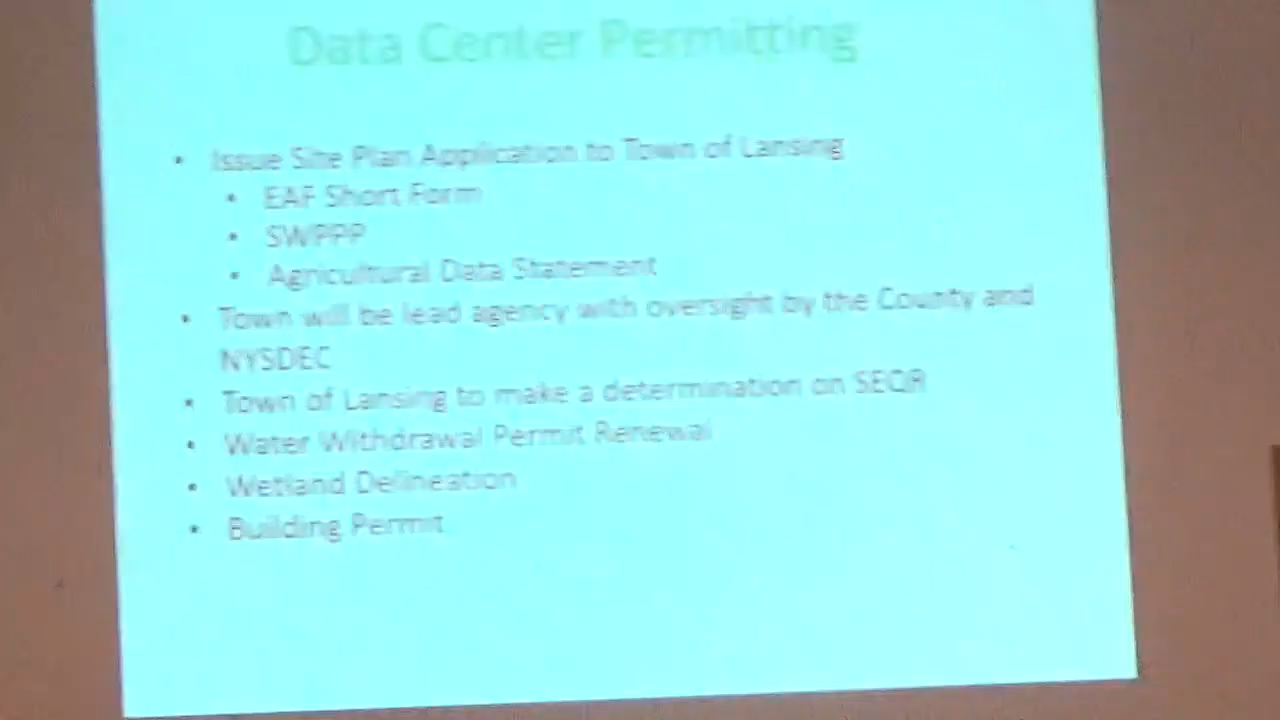 Data Center Permitting
• Issue Site Plan Application to Town of Lansing
• EAF Short Form
• SWPPP
• Agricultural Data Statement
• Town will be lead agency with oversight by the County and
NYSDEC
• Town of Lansing to make a determination on SEQR
• Water Withdrawal Permit Renewal
• Wetland Delineation
• Building Permit